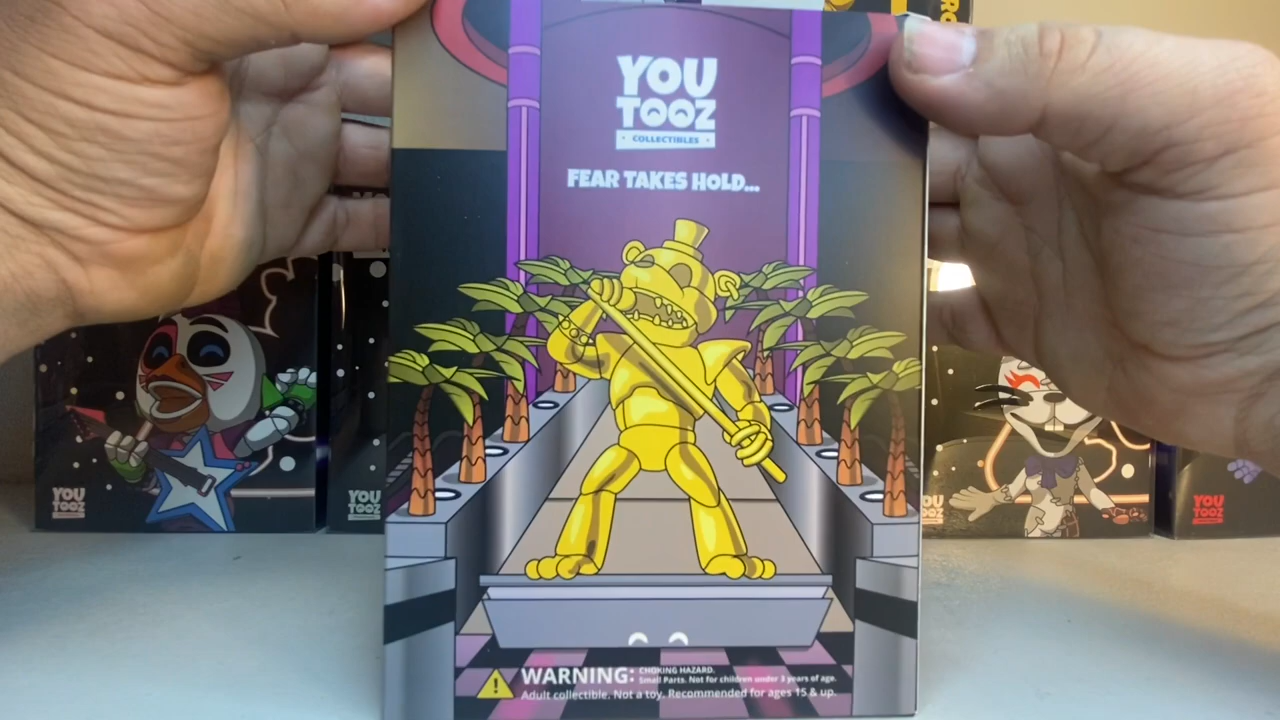 YOU
TOOZ
COLLECTIBLES
FEAR TAKES HOLD...
WARNING: CHOKING HAZARD.
Small Parts. Not for children under 3 years of age.
Adult collectible. Not a toy. Recommended for ages 15 & up.
YOU
TOOZ
YOU
TOOZ
YOU
TOOZ
YOU
TOOZ